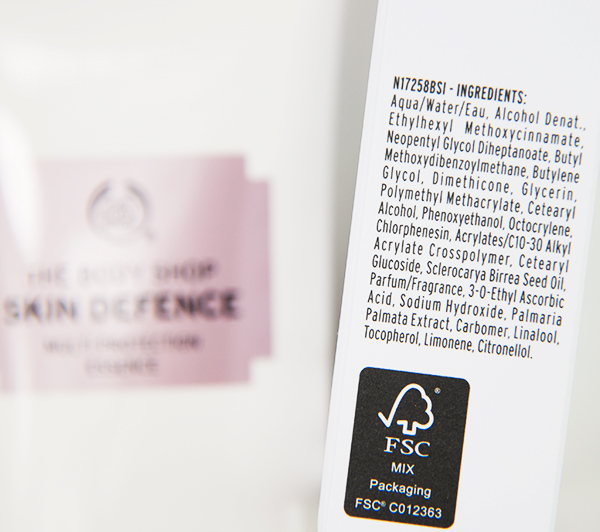 THE BODY SHOP
SKIN DEFENCE
MULTI-PROTECTION
ESSENCE
N17258BSI - INGREDIENTS:
Aqua/Water/Eau, Alcohol Denat.,
Ethylhexyl Methoxycinnamate,
Neopentyl Glycol Diheptanoate, Butyl
Methoxydibenzoylmethane, Butylene
Glycol, Dimethicone, Glycerin,
Polymethyl Methacrylate, Cetearyl
Alcohol, Phenoxyethanol, Octocrylene,
Chlorphenesin, Acrylates/C10-30 Alkyl
Acrylate Crosspolymer, Cetearyl
Glucoside, Sclerocarya Birrea Seed Oil,
Parfum/Fragrance, 3-O-Ethyl Ascorbic
Acid, Sodium Hydroxide, Palmaria
Palmata Extract, Carbomer, Linalool,
Tocopherol, Limonene, Citronellol.
FSC
MIX
Packaging
FSC® C012363